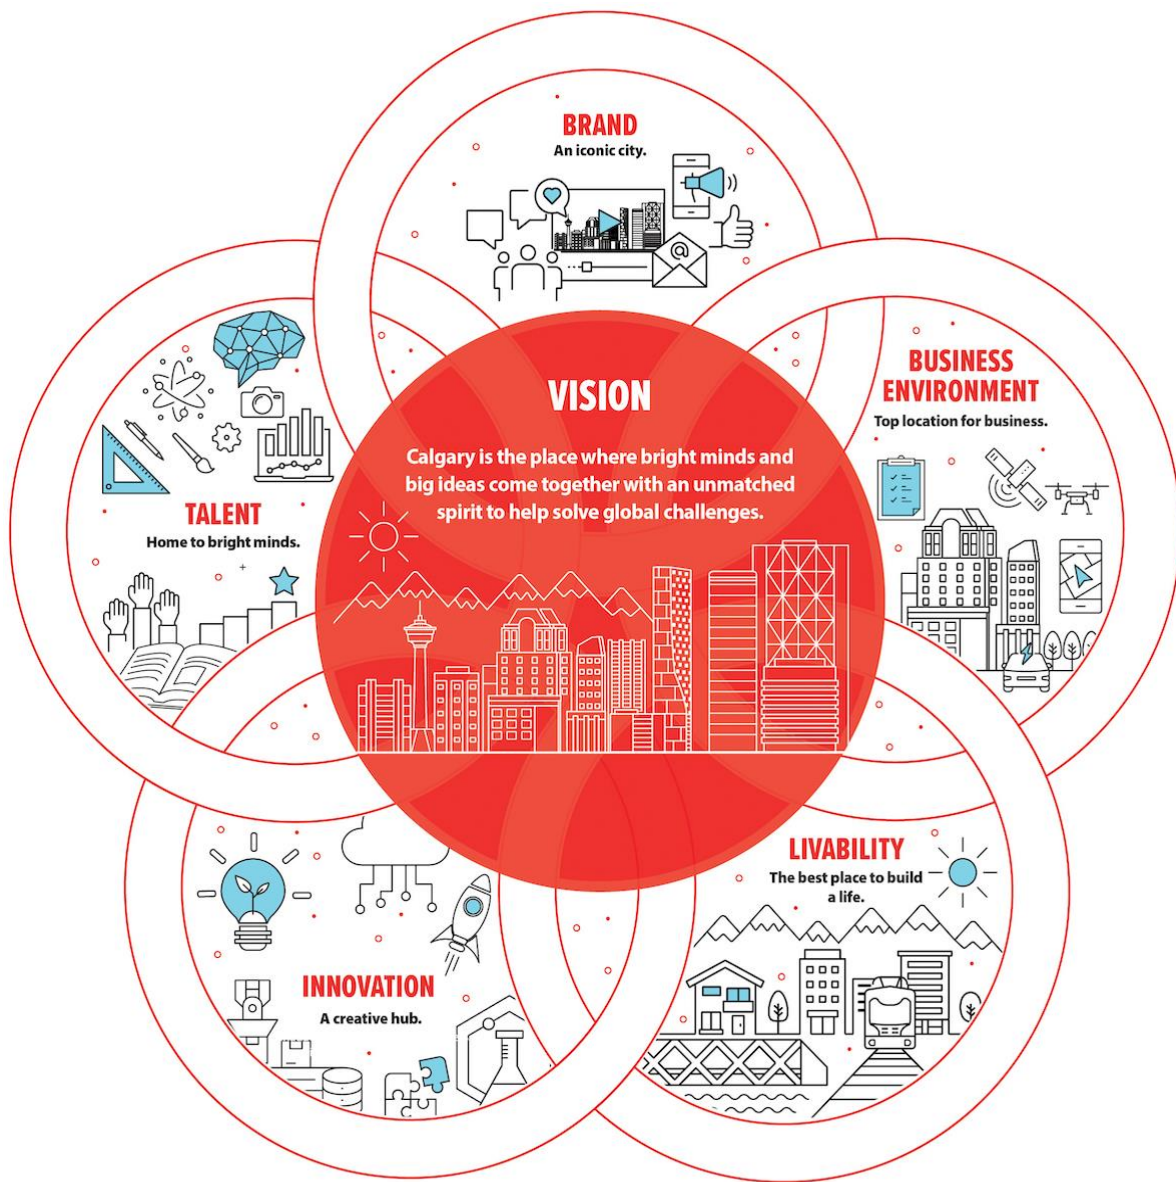 BRAND
An iconic city.
@
BUSINESS
ENVIRONMENT
Top location for business.
VISION
Calgary is the place where bright minds and
big ideas come together with an unmatched
spirit to help solve global challenges.
TALENT
Home to bright minds.
LIVABILITY
The best place to build
a life.
INNOVATION
A creative hub.